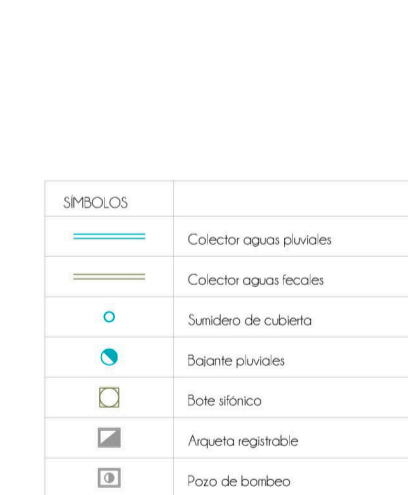 SÍMBOLOS
Colector aguas pluviales
Colector aguas fecales
Sumidero de cubierta
Bajante pluviales
Bote sifónico
Arqueta registrable
Pozo de bombeo